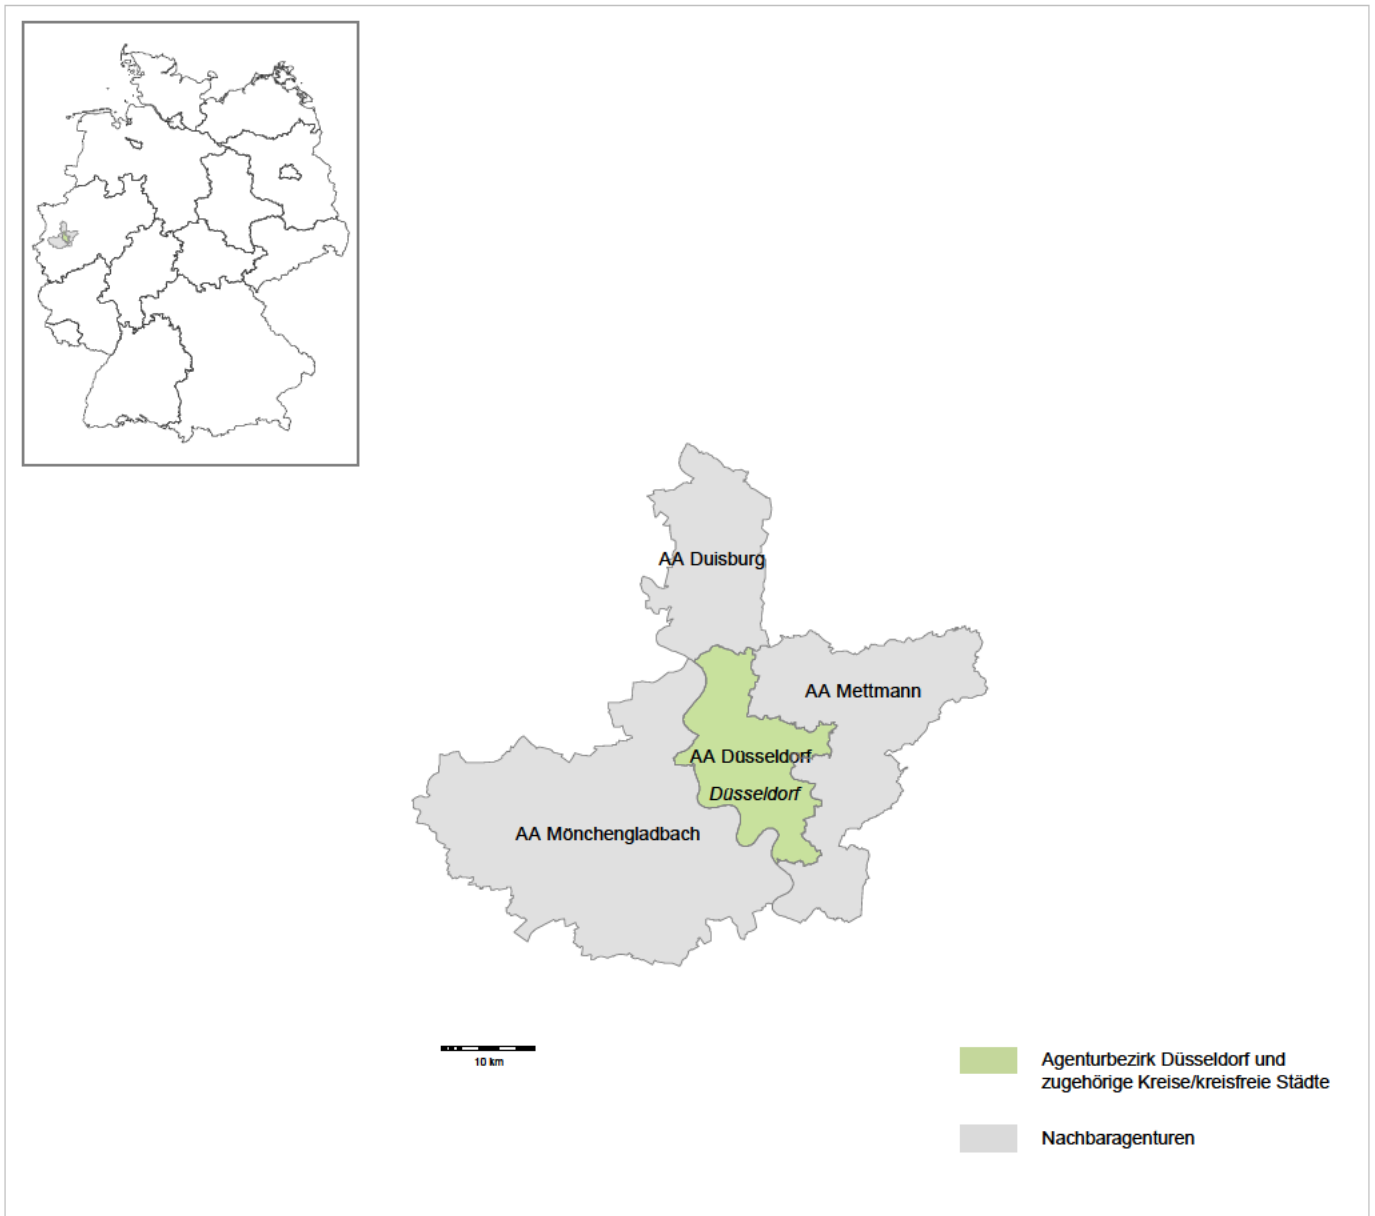 AA Duisburg
AA Mettmann
AA Düsseldorf
Düsseldorf
AA Mönchengladbach
10 km
Agenturbezirk Düsseldorf und
zugehörige Kreise/kreisfreie Städte
Nachbaragenturen